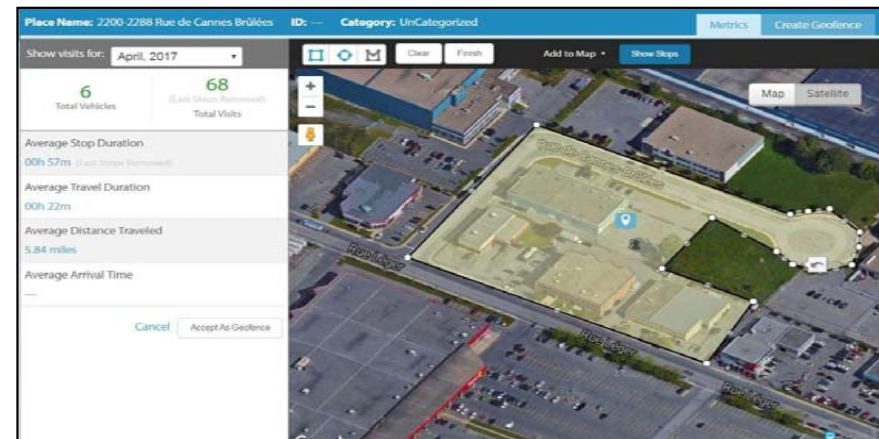 Place Name: 2200-2288 Rue de Cannes Brûlées ID: — Category: UnCategorized
Metrics Create Geofence
Show visits for: April, 2017
Clear Finish Add to Map Show Stops
6
Total Vehicles
68
(Last Stops Removed)
Total Visits
Map Satellite
Average Stop Duration
00h 57m (Last Stops Removed)
Average Travel Duration
00h 22m
Average Distance Traveled
5.84 miles
Average Arrival Time
—
Cancel Accept As Geofence
+
−
Rue de Cannes Brûlées
Rue Léger
Rue Léger
Rue Léger